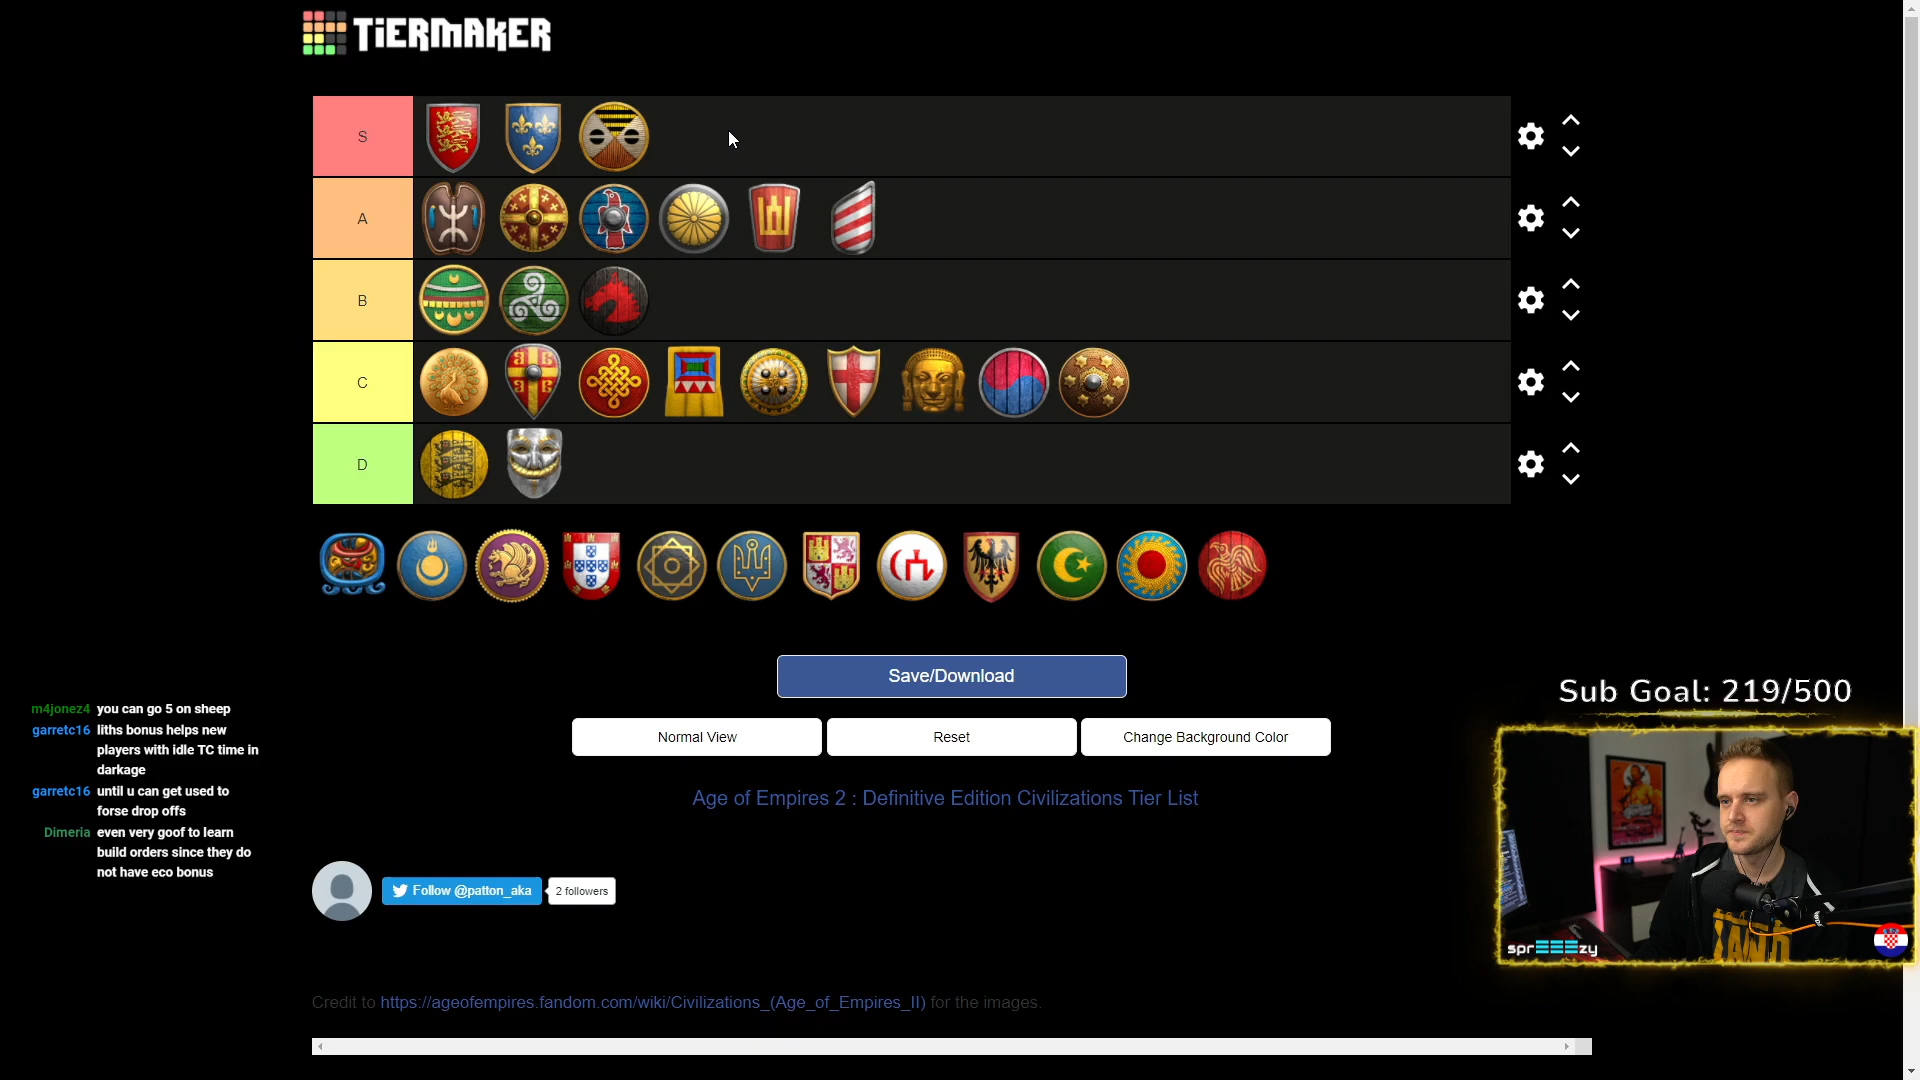 TiERMAKER
S
A
B
C
D
Save/Download
Normal View
Reset
Change Background Color
Age of Empires 2 : Definitive Edition Civilizations Tier List
m4jonez4 you can go 5 on sheep
garretc16 liths bonus helps new
players with idle TC time in
darkage
garretc16 until u can get used to
forse drop offs
Dimeria even very goof to learn
build orders since they do
not have eco bonus
Follow @patton_aka
2 followers
Sub Goal: 219/500
sprEEEzy
Credit to https://ageofempires.fandom.com/wiki/Civilizations_(Age_of_Empires_II) for the images.